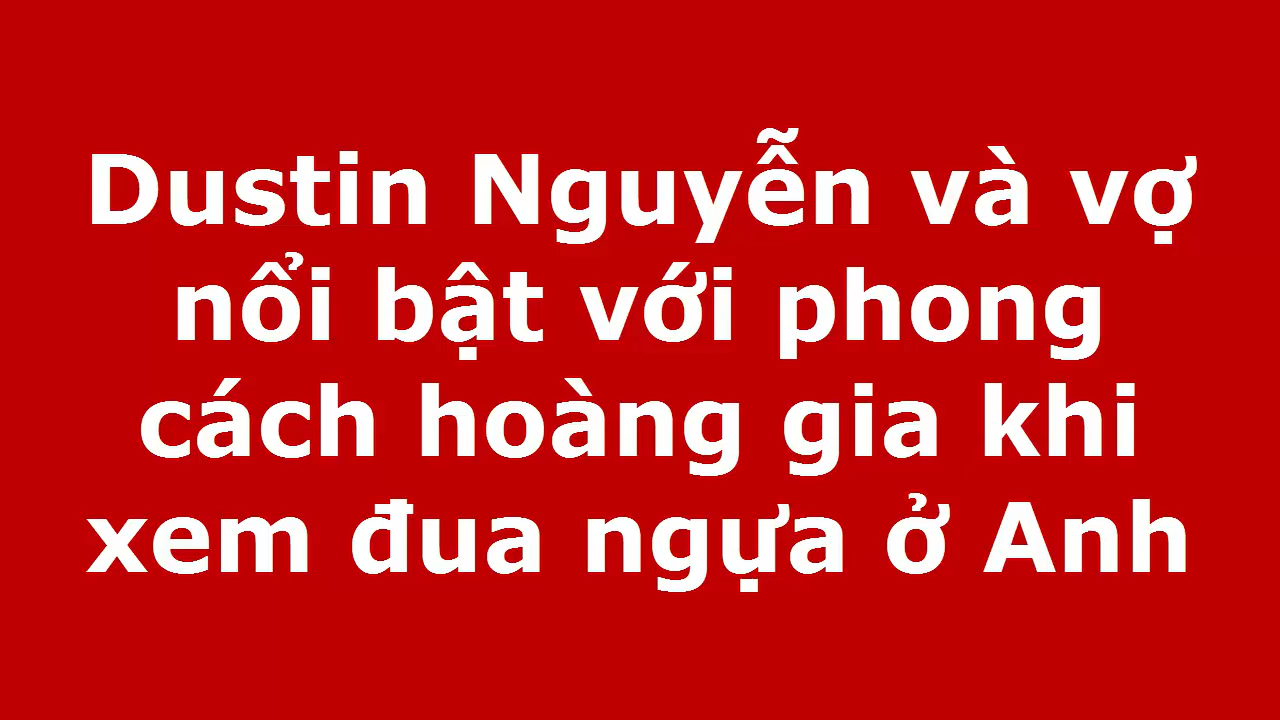 Dustin Nguyễn và vợ
nổi bật với phong
cách hoàng gia khi
xem đua ngựa ở Anh